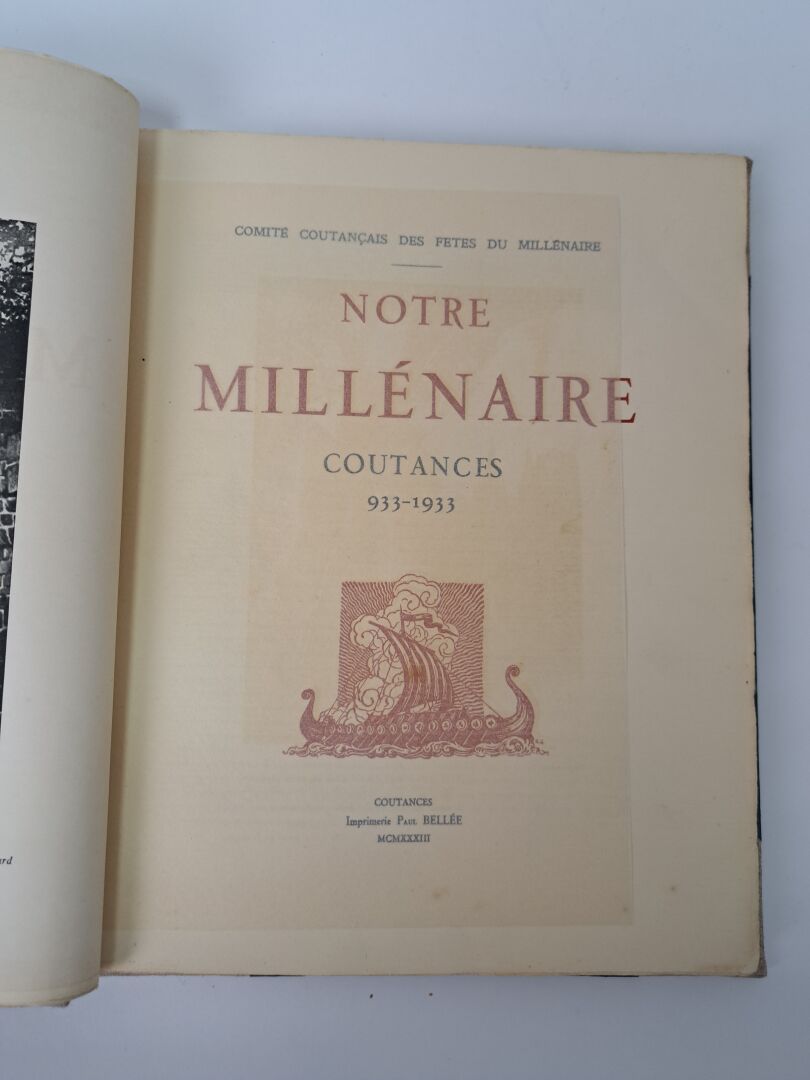 COMITÉ COUTANÇAIS DES FETES DU MILLÉNAIRE
NOTRE
MILLÉNAIRE
COUTANCES
933-1933
COUTANCES
Imprimerie PAUL BELLÉE
MCMXXXIII